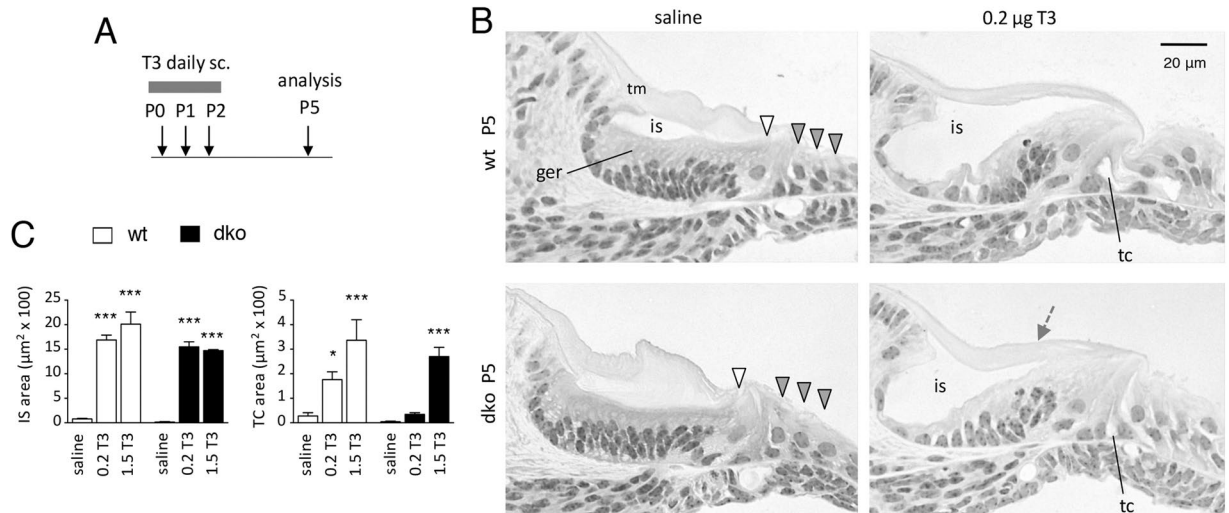 A
T3 daily sc.
analysis
P0 P1 P2 P5
B
saline 0.2 µg T3
20 µm
wt P5
tm
is
ger
is
tc
dko P5
is
tc
C
wt dko
IS area (µm² x 100)
25
20
15
10
5
0
*** *** *** ***
saline 0.2 T3 1.5 T3 saline 0.2 T3 1.5 T3
TC area (µm² x 100)
5
4
3
2
1
0
* *** ***
saline 0.2 T3 1.5 T3 saline 0.2 T3 1.5 T3